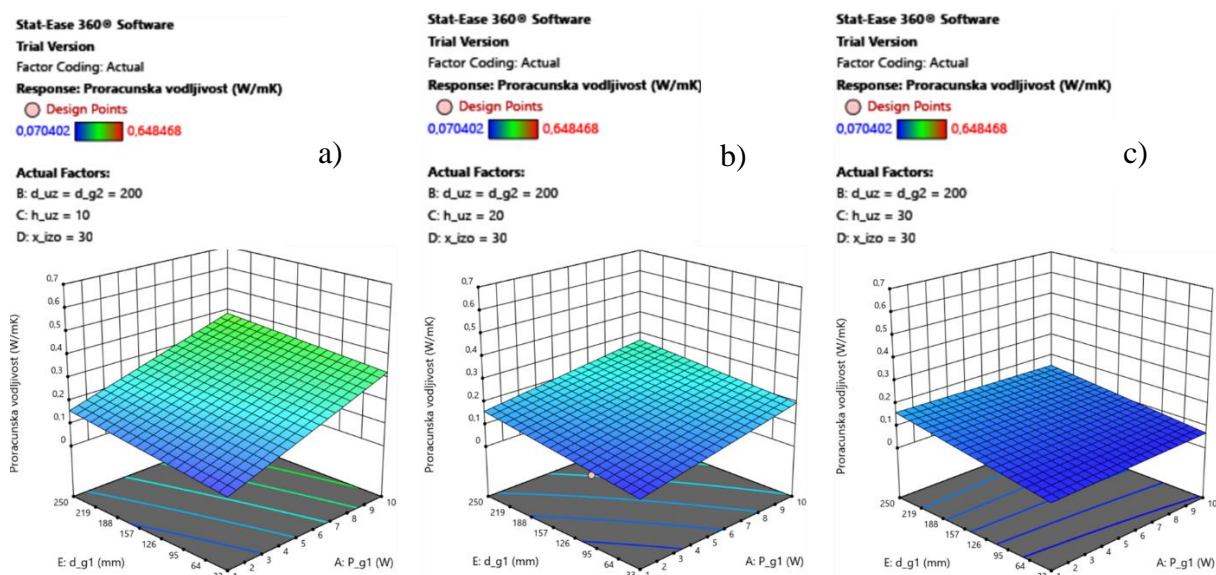 Stat-Ease 360® Software
Trial Version
Factor Coding: Actual
Response: Proracunska vodljivost (W/mK)
Design Points
0,070402 0,648468
a)
Actual Factors:
B: d_uz = d_g2 = 200
C: h_uz = 10
D: x_izo = 30
0,7
0,6
0,5
0,4
0,3
0,2
0,1
0
Proracunska vodljivost (W/mK)
250
219
188
157
126
95
64
33
1
2
3
4
5
6
7
8
9
10
E: d_g1 (mm)
A: P_g1 (W)
Stat-Ease 360® Software
Trial Version
Factor Coding: Actual
Response: Proracunska vodljivost (W/mK)
Design Points
0,070402 0,648468
b)
Actual Factors:
B: d_uz = d_g2 = 200
C: h_uz = 20
D: x_izo = 30
0,7
0,6
0,5
0,4
0,3
0,2
0,1
0
Proracunska vodljivost (W/mK)
250
219
188
157
126
95
64
33
1
2
3
4
5
6
7
8
9
10
E: d_g1 (mm)
A: P_g1 (W)
Stat-Ease 360® Software
Trial Version
Factor Coding: Actual
Response: Proracunska vodljivost (W/mK)
Design Points
0,070402 0,648468
c)
Actual Factors:
B: d_uz = d_g2 = 200
C: h_uz = 30
D: x_izo = 30
0,7
0,6
0,5
0,4
0,3
0,2
0,1
0
Proracunska vodljivost (W/mK)
250
219
188
157
126
95
64
33
1
2
3
4
5
6
7
8
9
10
E: d_g1 (mm)
A: P_g1 (W)